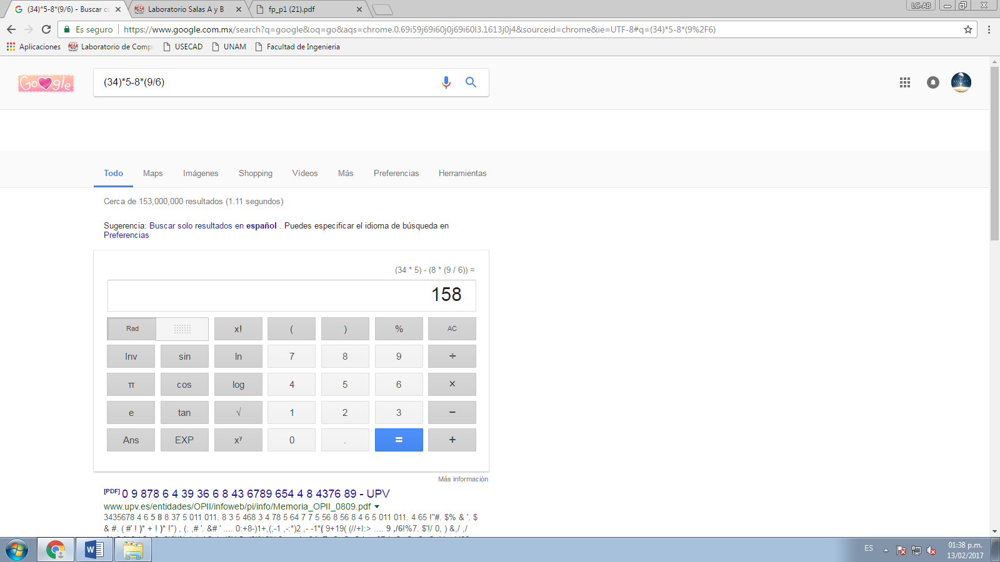 (34)*5-8*(9/6) - Buscar co
Laboratorio Salas A y B
fp_p1 (21).pdf
LC-AB
Es seguro
https://www.google.com.mx/search?q=google&oq=go&aqs=chrome.0.69i59j69i60j0j69i60l3.1613j0j4&sourceid=chrome&ie=UTF-8#q=(34)*5-8*(9%2F6)
Aplicaciones
Laboratorio de Compu
USECAD
UNAM
Facultad de Ingenieria
Google
(34)*5-8*(9/6)
Todo Maps Imágenes Shopping Vídeos Más Preferencias Herramientas
Cerca de 153,000,000 resultados (1.11 segundos)
Sugerencia: Buscar solo resultados en español . Puedes especificar el idioma de búsqueda en
Preferencias
(34 * 5) - (8 * (9 / 6)) =
158
Rad x! ( ) % AC
Inv sin ln 7 8 9 ÷
π cos log 4 5 6 ×
e tan √ 1 2 3 −
Ans EXP xʸ 0 . = +
Más información
[PDF] 0 9 878 6 4 39 36 6 8 43 6789 654 4 8 4376 89 - UPV
www.upv.es/entidades/OPII/infoweb/pi/info/Memoria_OPII_0809.pdf
3435678 4 6 5 8 8 37 5 011 011. 8 3 5 468 3 4 78 5 64 7 7 5 56 8 56 8 4 6 5 011 011. 4 65 !"#. $% & '. $
& #. ( #' ! )* + ! )* !") , (. ,# '. &# ' .... 0:+8-)1+,(,-1 ,-:*)2 ,- -1*( 9+19( (//+I:> .... 9 ,/6!%7. $'!/ 0, ) &,/ ,/
ES
01:38 p.m.
13/02/2017